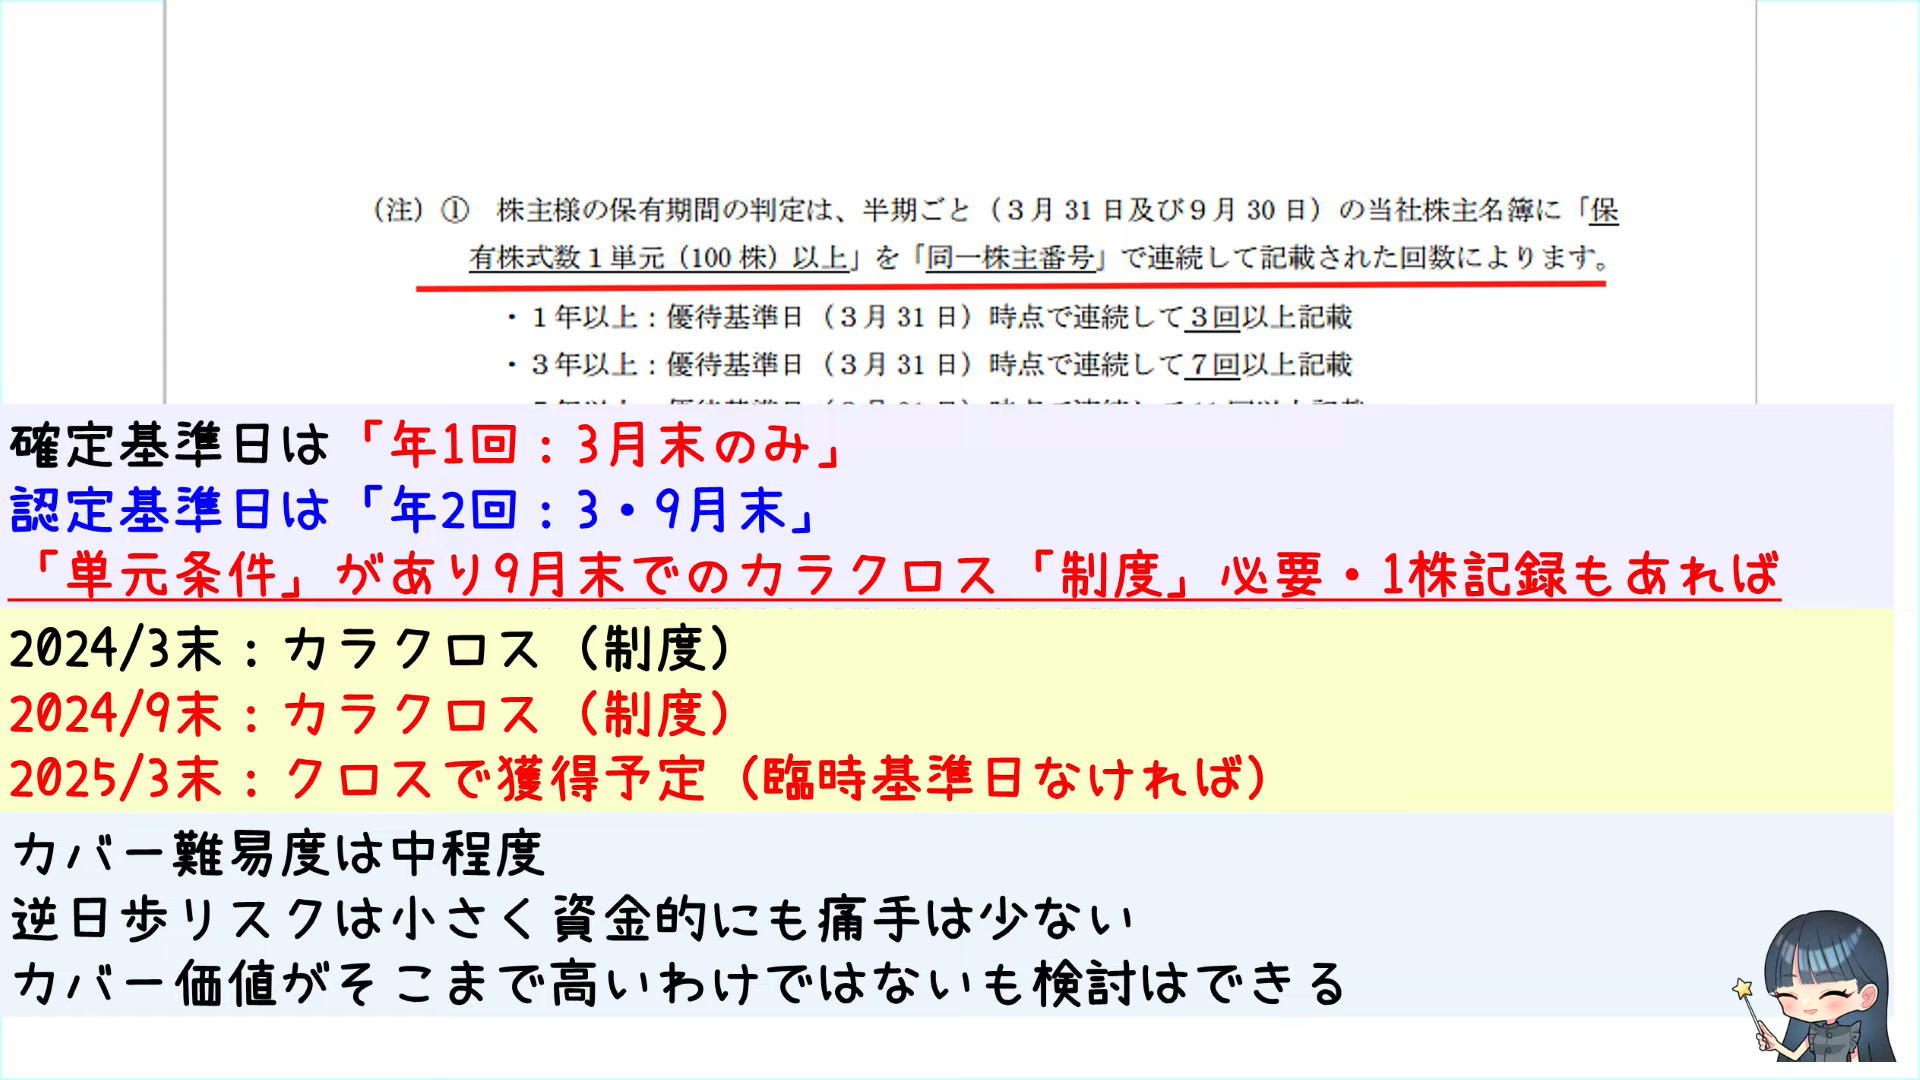 （注）① 株主様の保有期間の判定は、半期ごと（３月 31 日及び９月 30 日）の当社株主名簿に「保
有株式数１単元（100 株）以上」を「同一株主番号」で連続して記載された回数によります。
・１年以上：優待基準日（３月 31 日）時点で連続して３回以上記載
・３年以上：優待基準日（３月 31 日）時点で連続して７回以上記載
確定基準日は「年1回：3月末のみ」
認定基準日は「年2回：3・9月末」
「単元条件」があり9月末でのカラクロス「制度」必要・1株記録もあれば
2024/3末：カラクロス（制度）
2024/9末：カラクロス（制度）
2025/3末：クロスで獲得予定（臨時基準日なければ）
カバー難易度は中程度
逆日歩リスクは小さく資金的にも痛手は少ない
カバー価値がそこまで高いわけではないも検討はできる